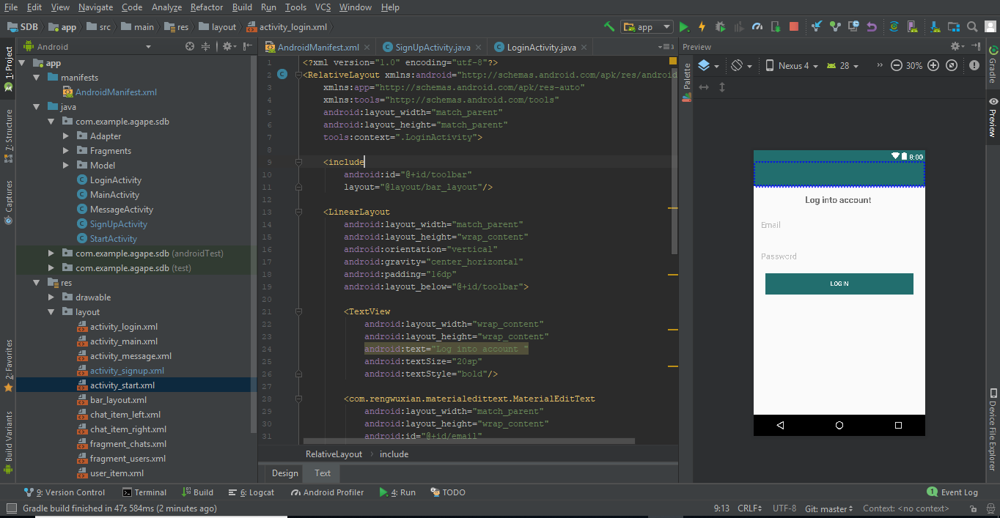 File Edit View Navigate Code Analyze Refactor Build Run Tools VCS Window Help
SDB app src main res layout activity_login.xml app
1: Project
7: Structure
Captures
2: Favorites
Build Variants
Android
app
manifests
AndroidManifest.xml
java
com.example.agape.sdb
Adapter
Fragments
Model
LoginActivity
MainActivity
MessageActivity
SignUpActivity
StartActivity
com.example.agape.sdb (androidTest)
com.example.agape.sdb (test)
res
drawable
layout
activity_login.xml
activity_main.xml
activity_message.xml
activity_signup.xml
activity_start.xml
bar_layout.xml
chat_item_left.xml
chat_item_right.xml
fragment_chats.xml
fragment_users.xml
user_item.xml
AndroidManifest.xml SignUpActivity.java LoginActivity.java 3
1 <?xml version="1.0" encoding="utf-8"?>
2 <RelativeLayout xmlns:android="http://schemas.android.com/apk/res/android
3 xmlns:app="http://schemas.android.com/apk/res-auto"
4 xmlns:tools="http://schemas.android.com/tools"
5 android:layout_width="match_parent"
6 android:layout_height="match_parent"
7 tools:context=".LoginActivity">
8
9 <include
10 android:id="@+id/toolbar"
11 layout="@layout/bar_layout"/>
12
13 <LinearLayout
14 android:layout_width="match_parent"
15 android:layout_height="wrap_content"
16 android:orientation="vertical"
17 android:gravity="center_horizontal"
18 android:padding="16dp"
19 android:layout_below="@+id/toolbar">
20
21 <TextView
22 android:layout_width="wrap_content"
23 android:layout_height="wrap_content"
24 android:text="Log into account "
25 android:textSize="20sp"
26 android:textStyle="bold"/>
27
28 <com.rengwuxian.materialedittext.MaterialEditText
29 android:layout_width="match_parent"
30 android:layout_height="wrap_content"
31 android:id="@+id/email"
RelativeLayout include
Design Text
Preview
Palette
Nexus 4 28 30%
8:00
Log into account
Email
Password
LOGIN
Gradle
Preview
Device File Explorer
9: Version Control Terminal Build 6: Logcat Android Profiler 4: Run TODO 1 Event Log
Gradle build finished in 47s 584ms (2 minutes ago) 9:13 CRLF UTF-8 Git: master Context: <no context>